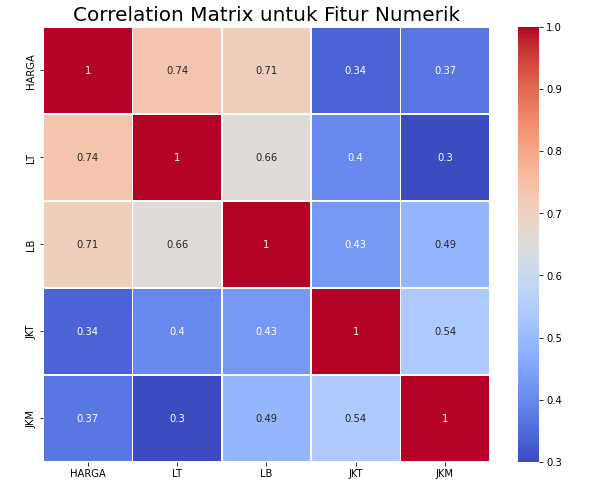 Correlation Matrix untuk Fitur Numerik
HARGA 1 0.74 0.71 0.34 0.37
LT 0.74 1 0.66 0.4 0.3
LB 0.71 0.66 1 0.43 0.49
JKT 0.34 0.4 0.43 1 0.54
JKM 0.37 0.3 0.49 0.54 1
HARGA LT LB JKT JKM
1.0
0.9
0.8
0.7
0.6
0.5
0.4
0.3